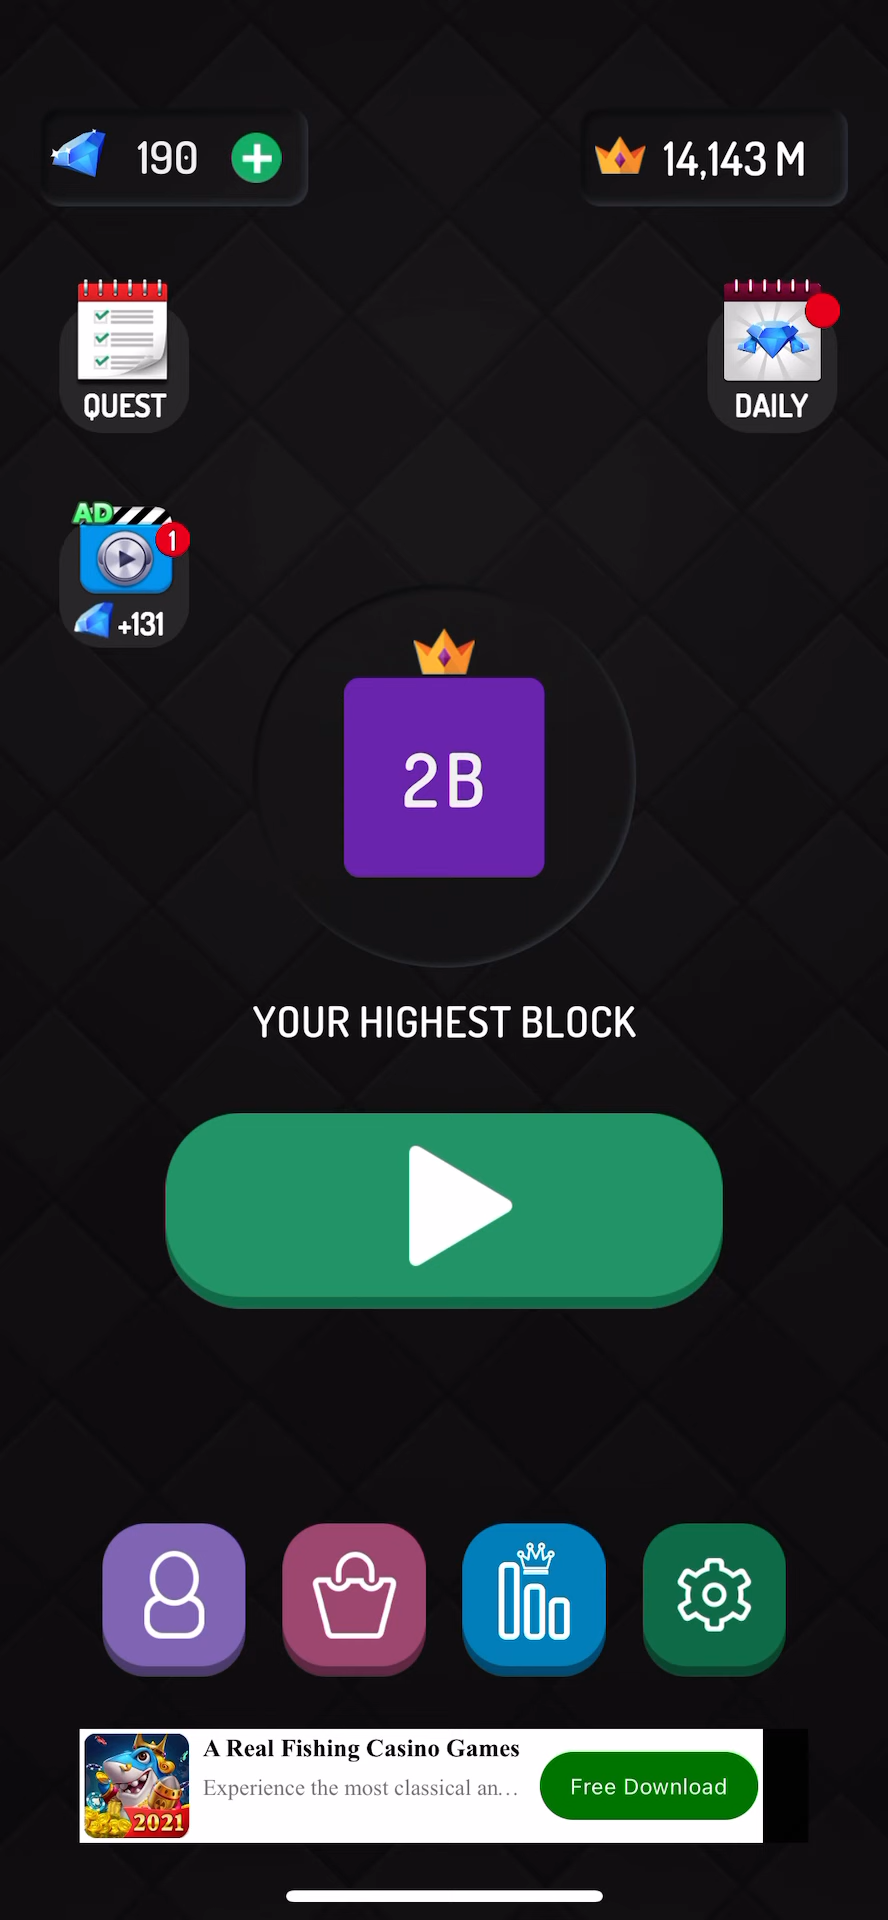 190
14,143 M
QUEST
DAILY
AD
1
+131
2B
YOUR HIGHEST BLOCK
A Real Fishing Casino Games
Experience the most classical an...
Free Download
2021